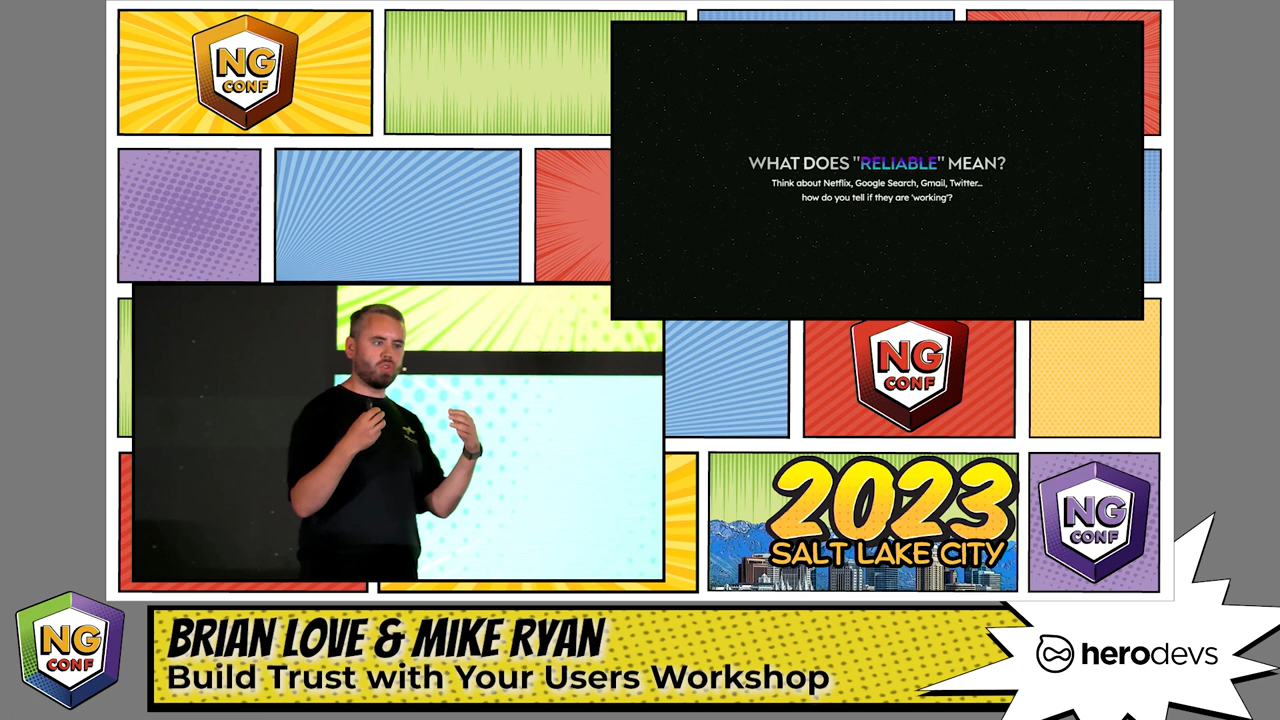 NG
CONF
WHAT DOES "RELIABLE" MEAN?
Think about Netflix, Google Search, Gmail, Twitter...
how do you tell if they are 'working'?
NG
CONF
2023
SALT LAKE CITY
NG
CONF
NG
CONF
BRIAN LOVE & MIKE RYAN
Build Trust with Your Users Workshop
herodevs